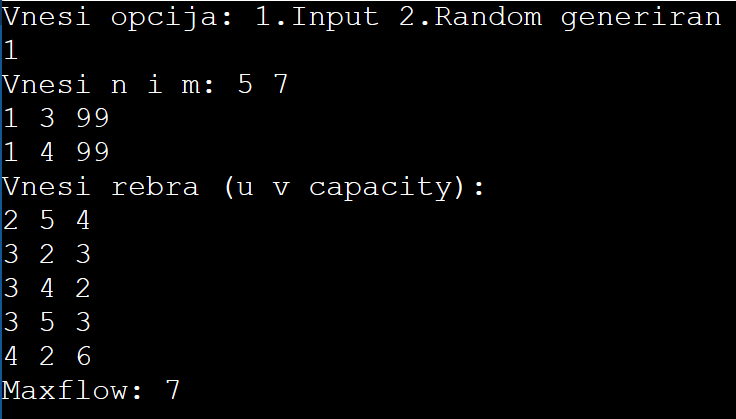 Vnesi opcija: 1.Input 2.Random generiran
1
Vnesi n i m: 5 7
1 3 99
1 4 99
Vnesi rebra (u v capacity):
2 5 4
3 2 3
3 4 2
3 5 3
4 2 6
Maxflow: 7